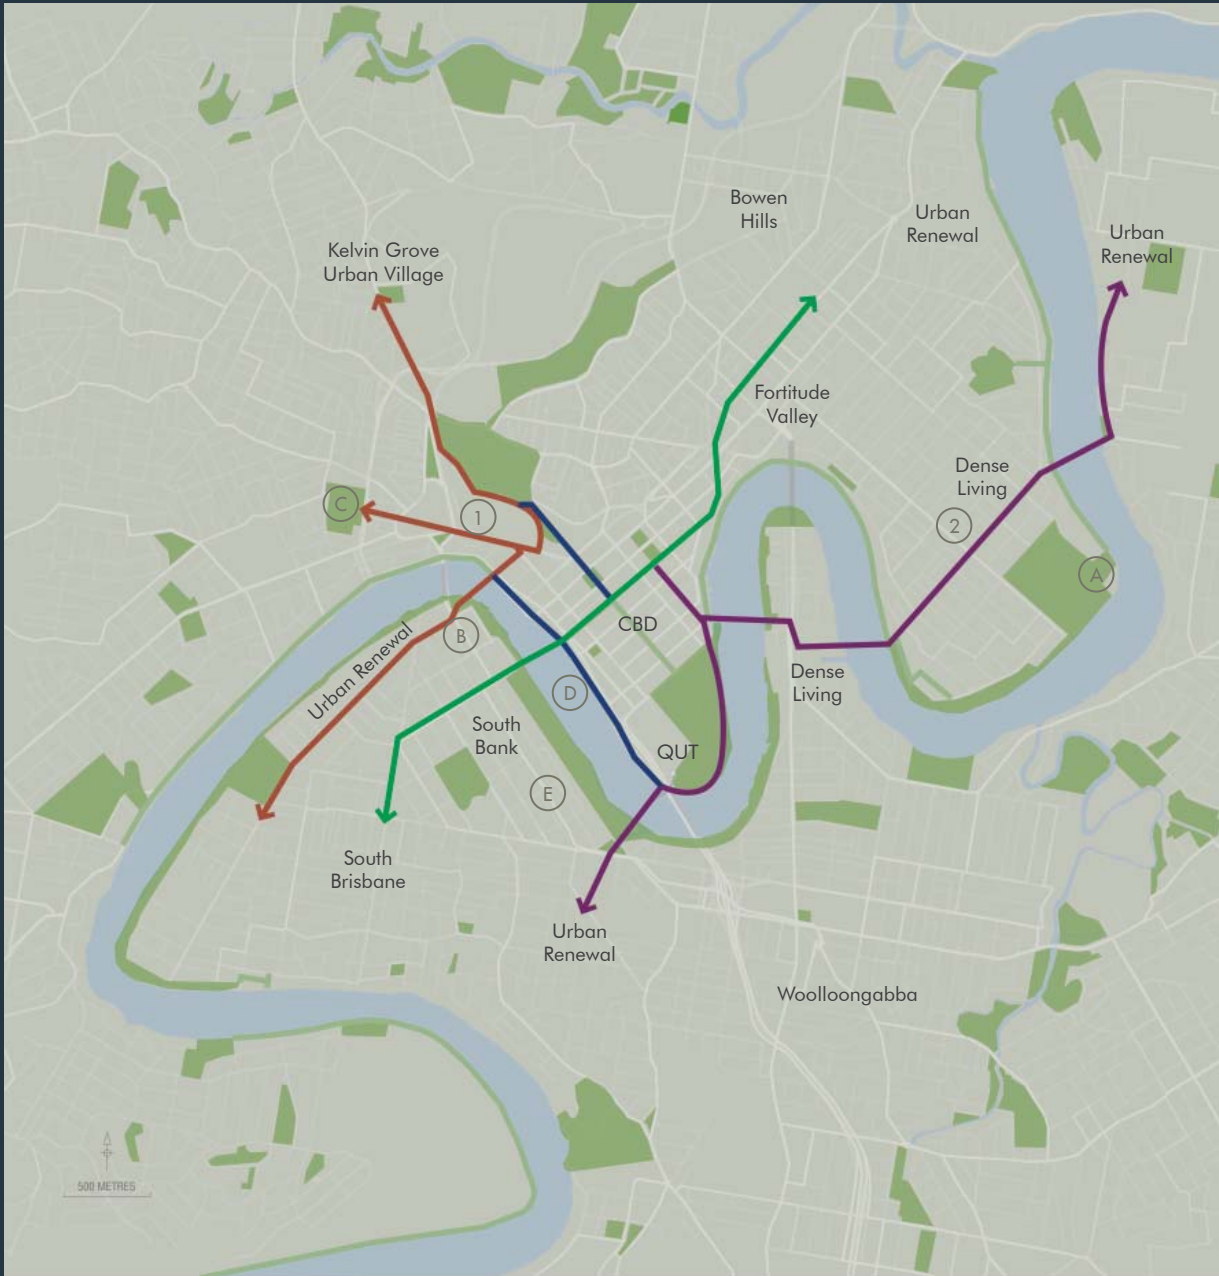 Bowen
Hills
Urban
Renewal
Urban
Renewal
Kelvin Grove
Urban Village
Fortitude
Valley
Dense
Living
C
1
2
A
CBD
B
Urban Renewal
Dense
Living
D
South
Bank
QUT
E
South
Brisbane
Urban
Renewal
Woolloongabba
500 METRES